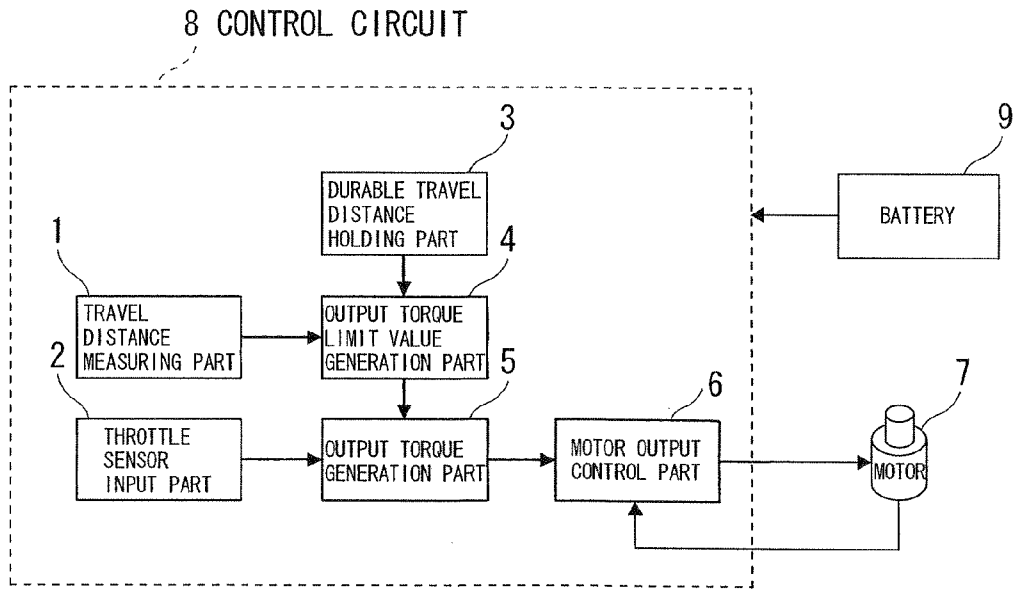 8 CONTROL CIRCUIT
3
DURABLE TRAVEL
DISTANCE
HOLDING PART
9
BATTERY
1
TRAVEL
DISTANCE
MEASURING PART
4
OUTPUT TORQUE
LIMIT VALUE
GENERATION PART
2
THROTTLE
SENSOR
INPUT PART
5
OUTPUT TORQUE
GENERATION PART
6
MOTOR OUTPUT
CONTROL PART
7
MOTOR